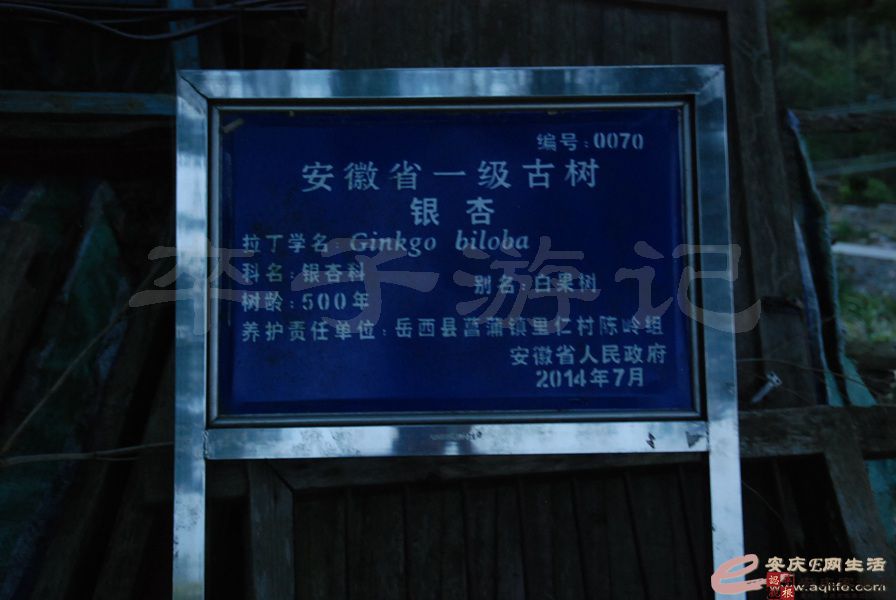 编号:0070
安徽省一级古树
银杏
拉丁学名: Ginkgo biloba
科名:银杏科 别名:白果树
树龄:500年
养护责任单位:岳西县菖蒲镇里仁村陈岭组
安徽省人民政府
2014年7月
李子游记
安庆E网生活
www.aqlife.com